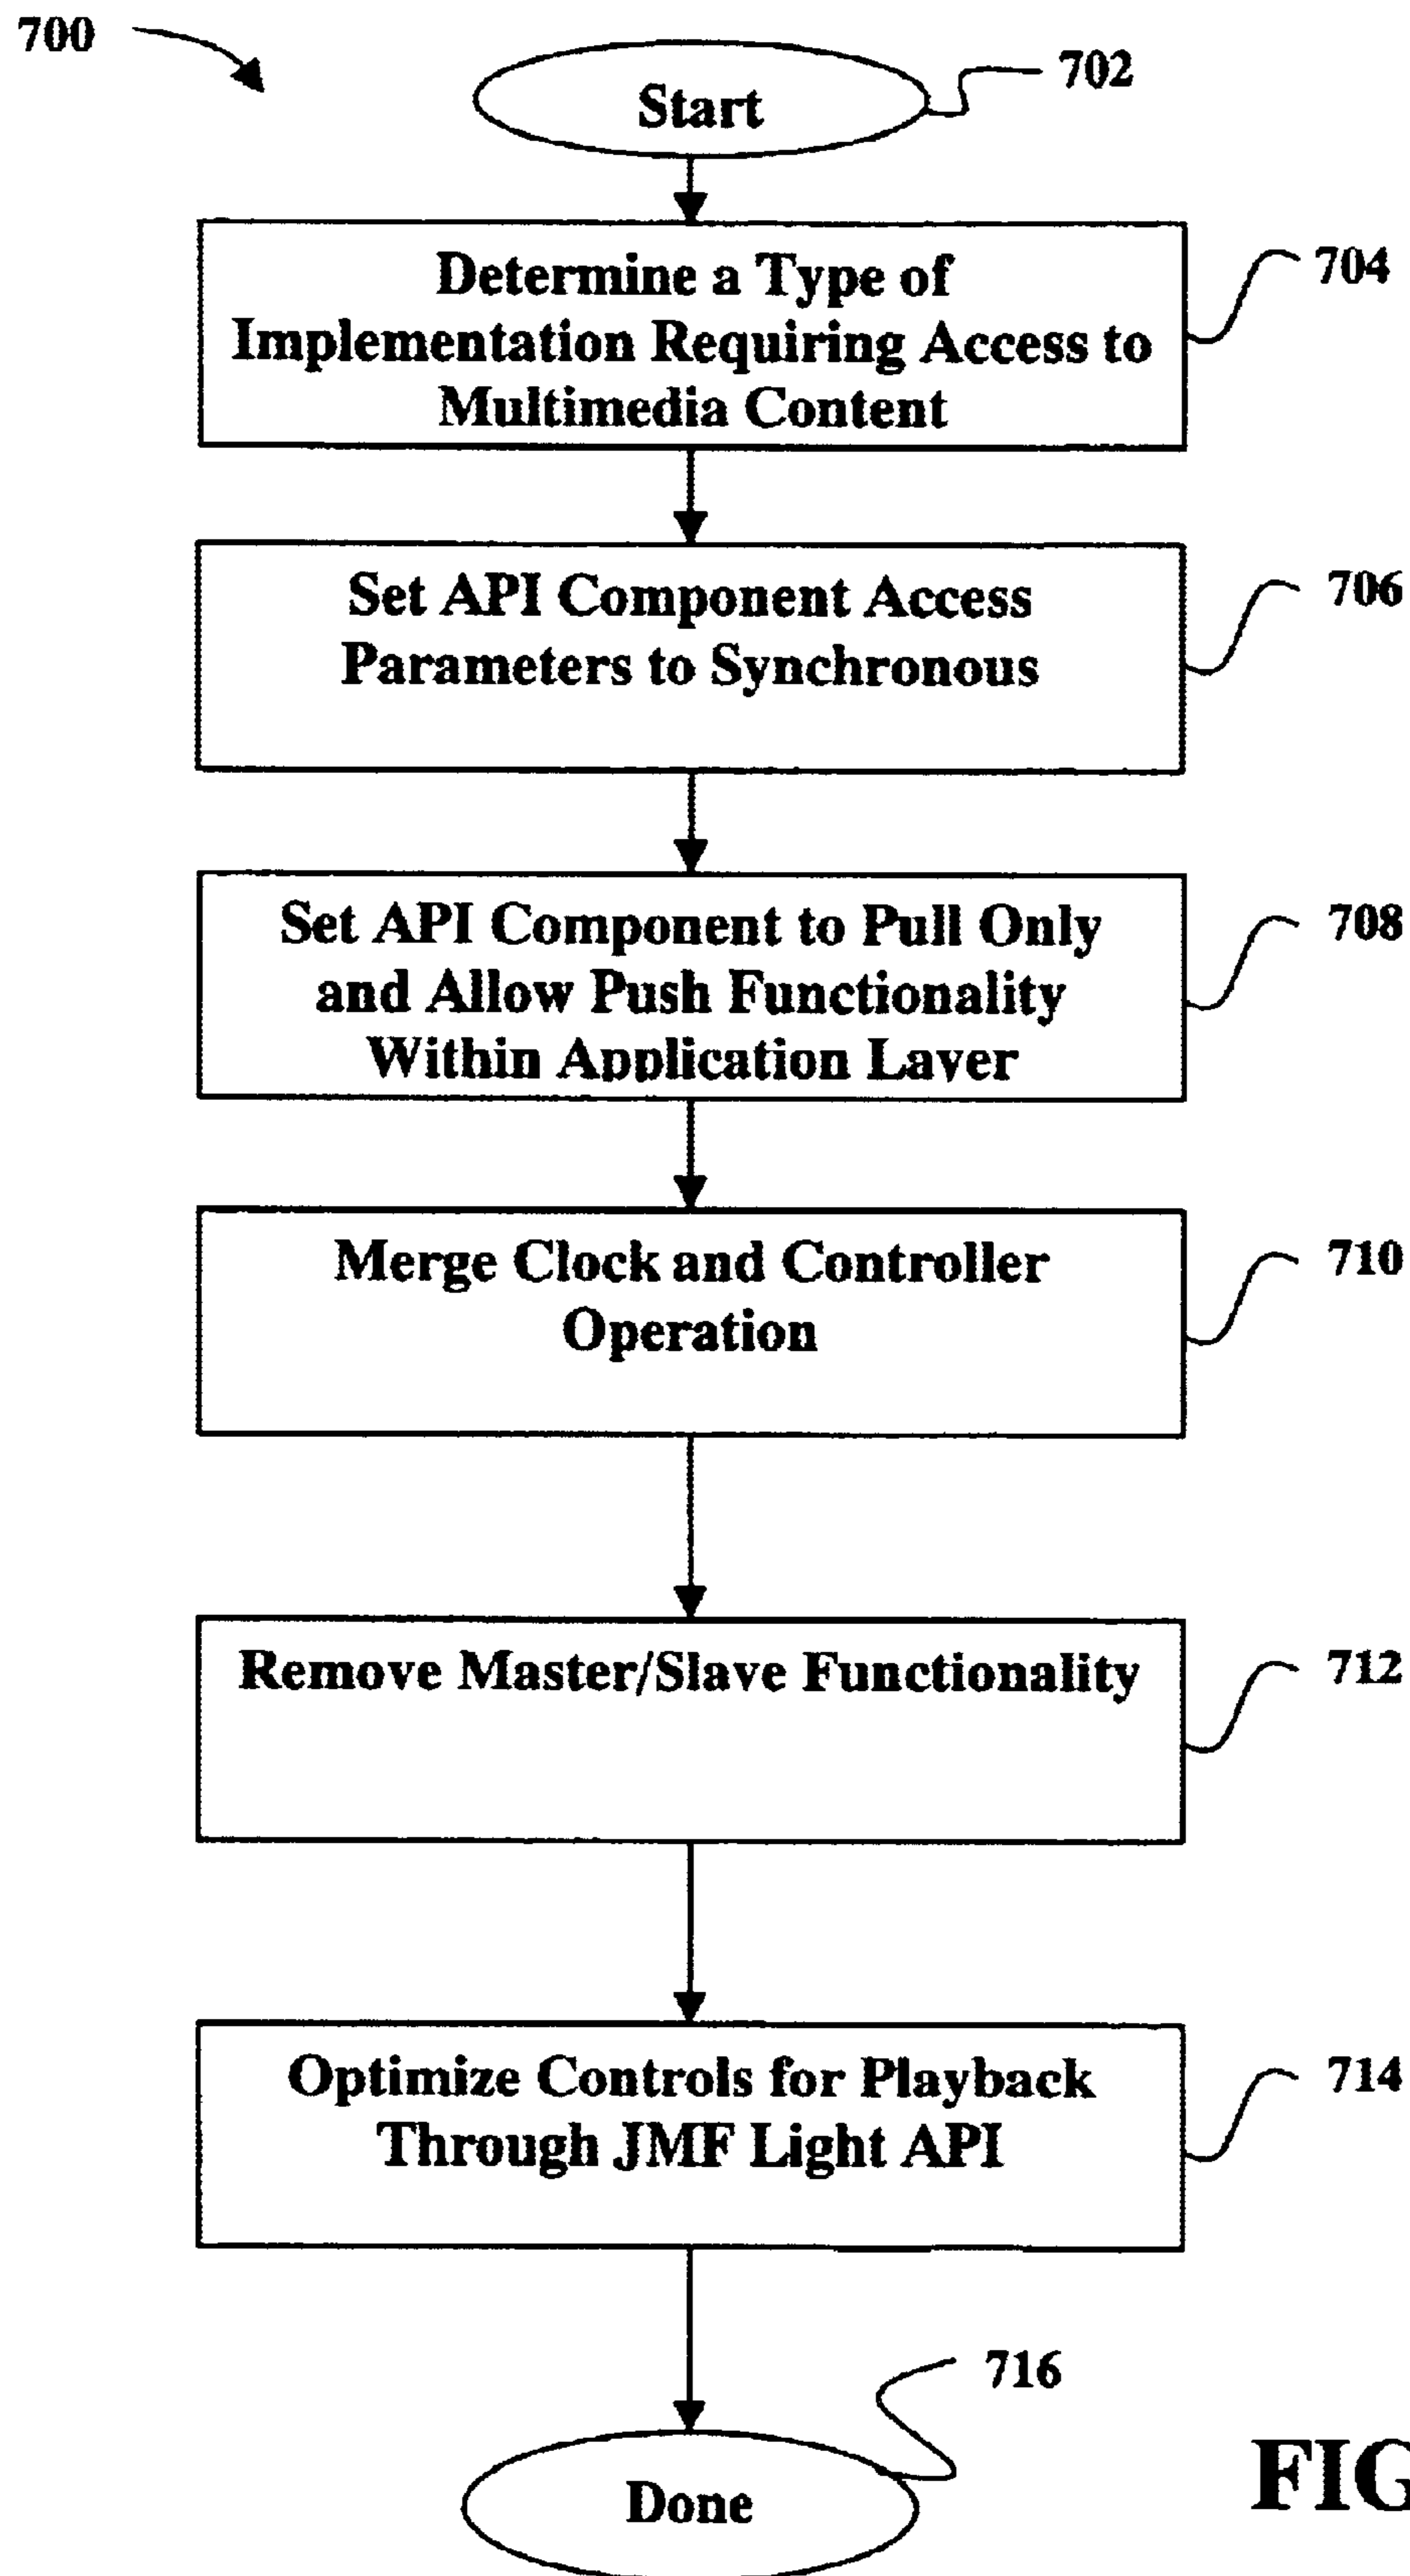 700
702
Start
704
Determine a Type of
Implementation Requiring Access to
Multimedia Content
706
Set API Component Access
Parameters to Synchronous
708
Set API Component to Pull Only
and Allow Push Functionality
Within Application Layer
710
Merge Clock and Controller
Operation
712
Remove Master/Slave Functionality
714
Optimize Controls for Playback
Through JMF Light API
716
Done
FIG